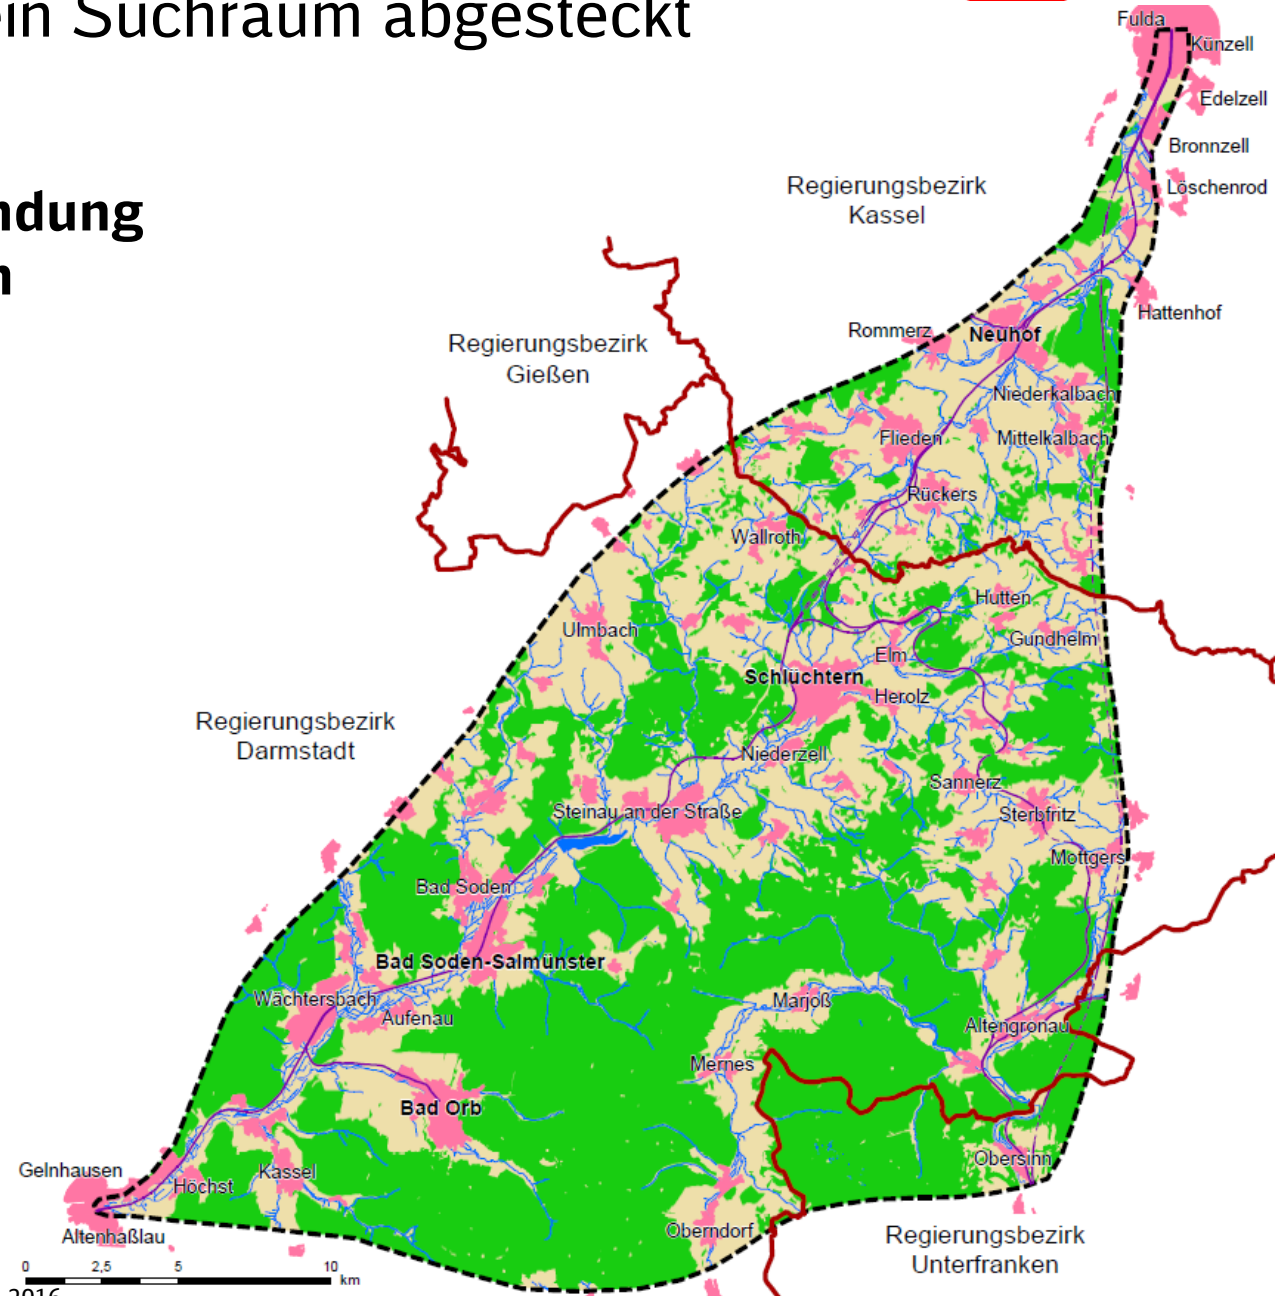 ein Suchraum abgesteckt
ndung
n
Fulda
Künzell
Edelzell
Bronnzell
Löschenrod
Regierungsbezirk
Kassel
Hattenhof
Rommerz
Neuhof
Regierungsbezirk
Gießen
Niederkalbach
Flieden
Mittelkalbach
Rückers
Wallroth
Hutten
Ulmbach
Gundhelm
Elm
Schlüchtern
Herolz
Regierungsbezirk
Darmstadt
Niederzell
Sannerz
Steinau an der Straße
Sterbfritz
Mottgers
Bad Soden
Bad Soden-Salmünster
Wächtersbach
Aufenau
Marjoß
Altengronau
Mernes
Bad Orb
Obersinn
Gelnhausen
Höchst
Kassel
Altenhaßlau
Oberndorf
Regierungsbezirk
Unterfranken
0 2,5 5 10
km
2016